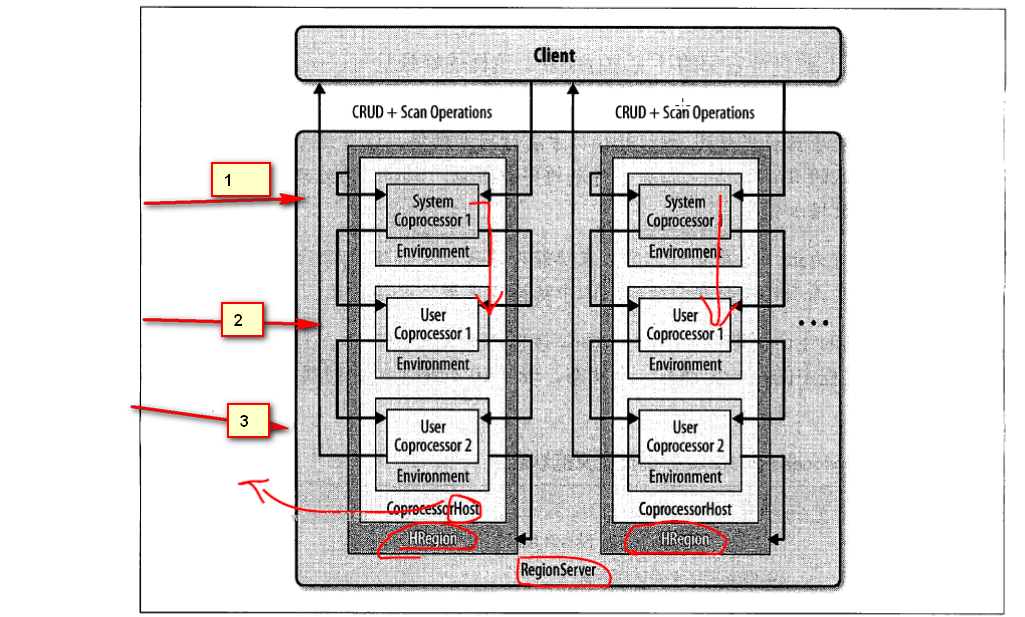 Client
CRUD + Scan Operations
CRUD + Scan Operations
1
System
Coprocessor 1
Environment
System
Coprocessor
Environment
2
User
Coprocessor 1
Environment
User
Coprocessor 1
Environment
...
3
User
Coprocessor 2
Environment
User
Coprocessor 2
Environment
CoprocessorHost
CoprocessorHost
HRegion
HRegion
RegionServer